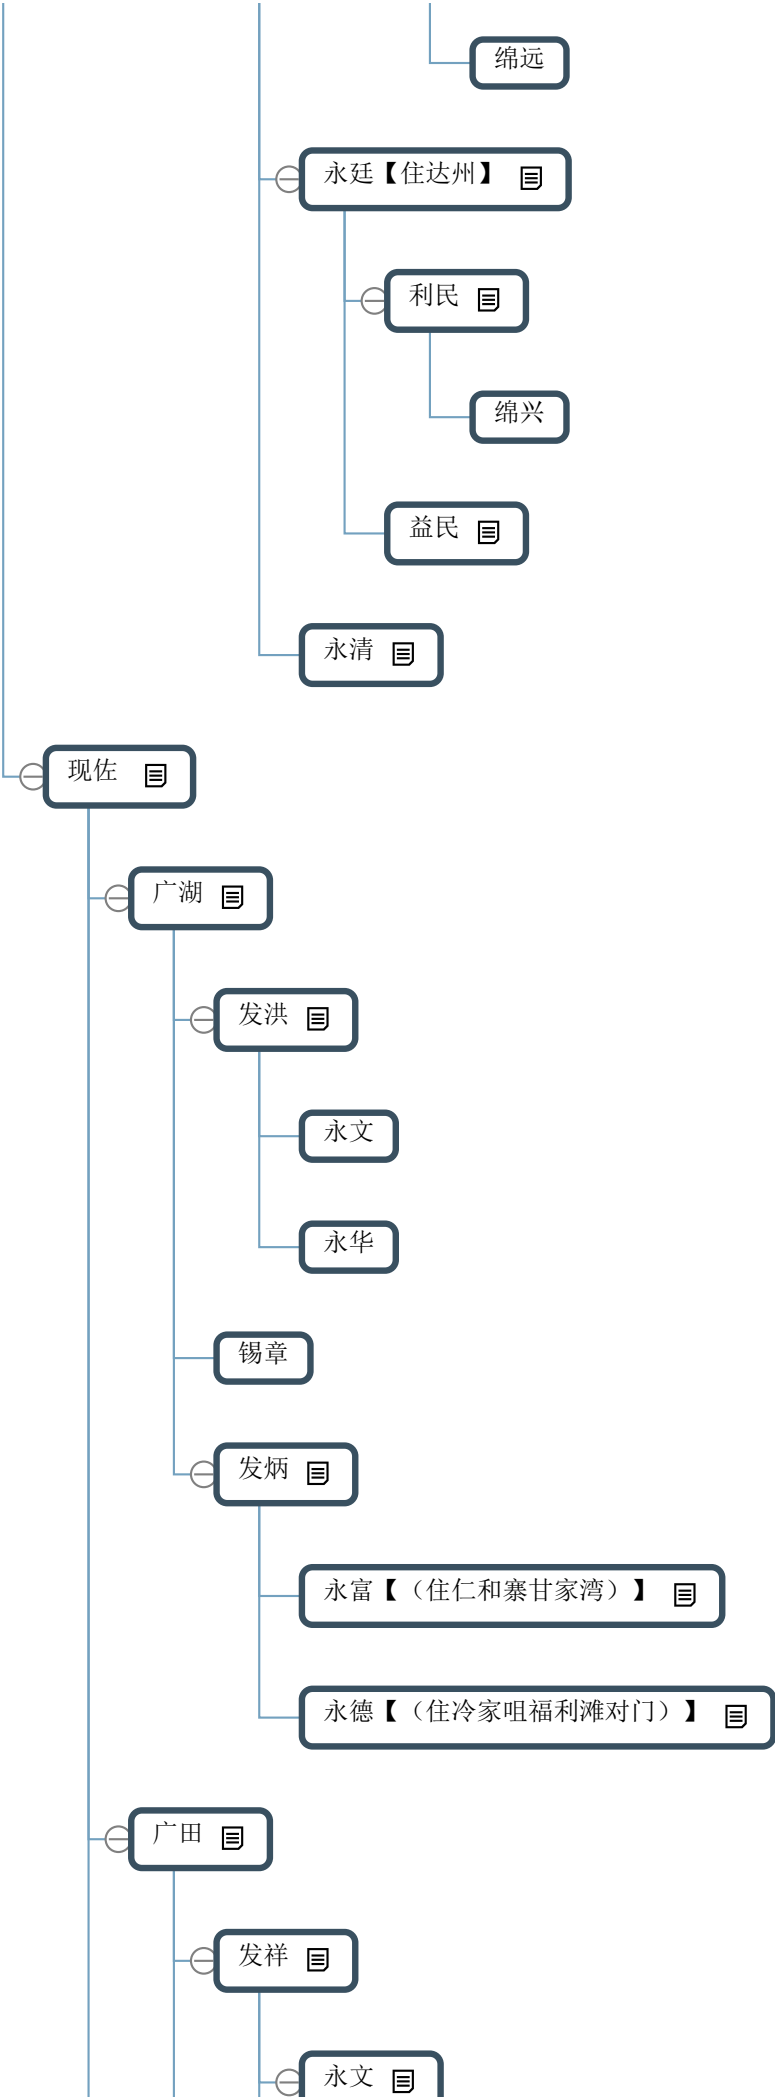 绵远
永廷【住达州】
利民
绵兴
益民
永清
现佐
广湖
发洪
永文
永华
锡章
发炳
永富【（住仁和寨甘家湾）】
永德【（住冷家咀福利滩对门）】
广田
发祥
永文